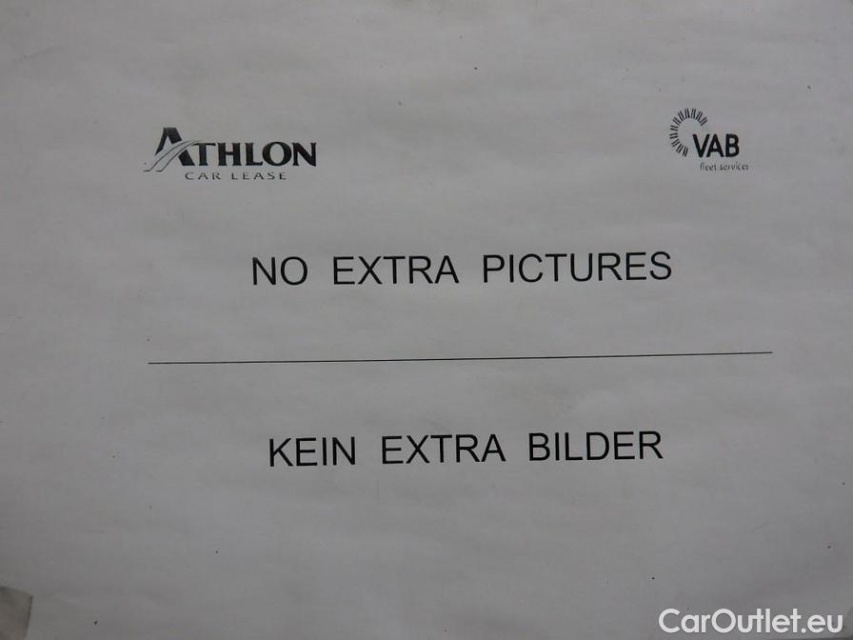 ATHLON
CAR LEASE
VAB
fleet services
NO EXTRA PICTURES
KEIN EXTRA BILDER
CarOutlet.eu